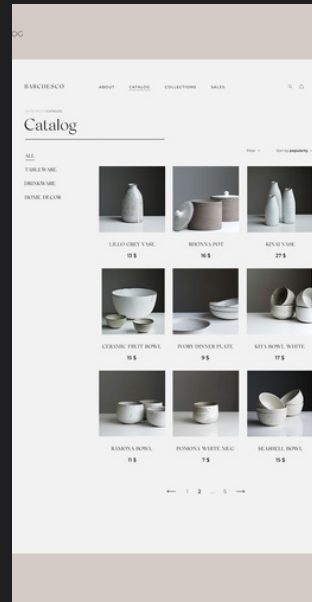 OG
BARCHESCO
ABOUT CATALOG COLLECTIONS SALES
Catalog
Filter
Sort by popularity
ALL
TABLEWARE
DRINKWARE
HOME DECOR
LILLO GREY VASE RHONNA POT KIVAI VASE
13 $ 16 $ 27 $
CERAMIC FRUIT BOWL IVORY DINNER PLATE KITA BOWL WHITE
15 $ 9 $ 17 $
RAMONA BOWL POMONA WHITE MUG SEASHELL BOWL
11 $ 7 $ 15 $
← 1 2 ... 5 →